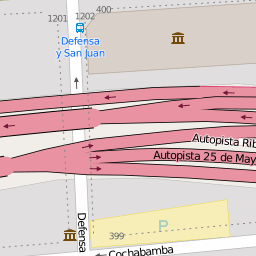 400
1201
1202
Defensa
y San Juan
Autopista Rib
Autopista 25 de May
Defensa
P
399
Cochabamba